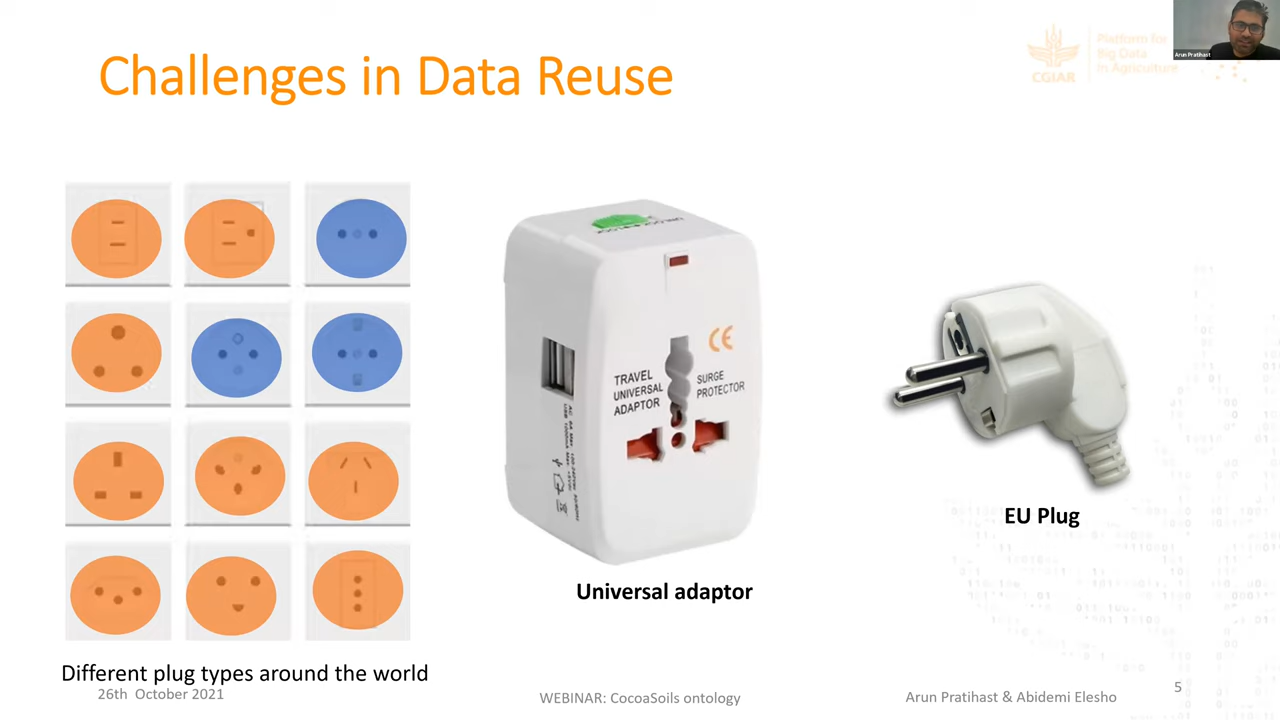 Challenges in Data Reuse
CGIAR
Platform for
Big Data
in Agriculture
Arun Pratihast
TRAVEL
UNIVERSAL
ADAPTOR
SURGE
PROTECTOR
CE
Universal adaptor
EU Plug
Different plug types around the world
26th October 2021
WEBINAR: CocoaSoils ontology
Arun Pratihast & Abidemi Elesho
5